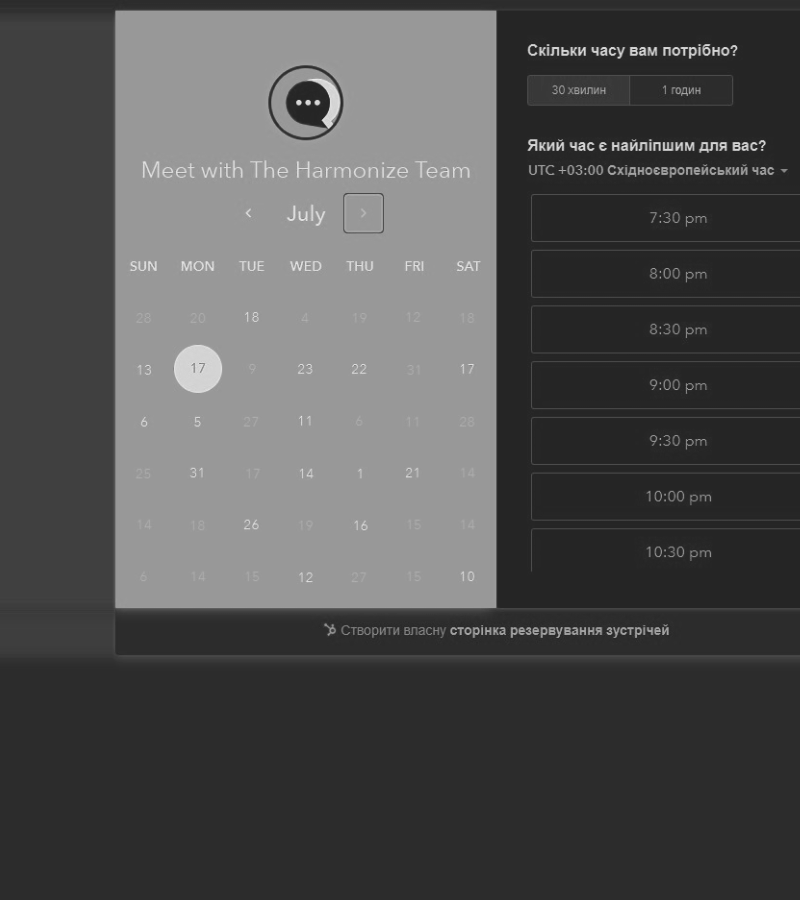 Meet with The Harmonize Team
July
SUN MON TUE WED THU FRI SAT
28 20 18 4 19 12 18
13 17 9 23 22 31 17
6 5 27 11 6 11 28
25 31 17 14 1 21 14
14 18 26 19 16 15 14
6 14 15 12 27 15 10
Скільки часу вам потрібно?
30 хвилин 1 годин
Який час є найліпшим для вас?
UTC +03:00 Східноєвропейський час
7:30 pm
8:00 pm
8:30 pm
9:00 pm
9:30 pm
10:00 pm
10:30 pm
Створити власну сторінка резервування зустрічей